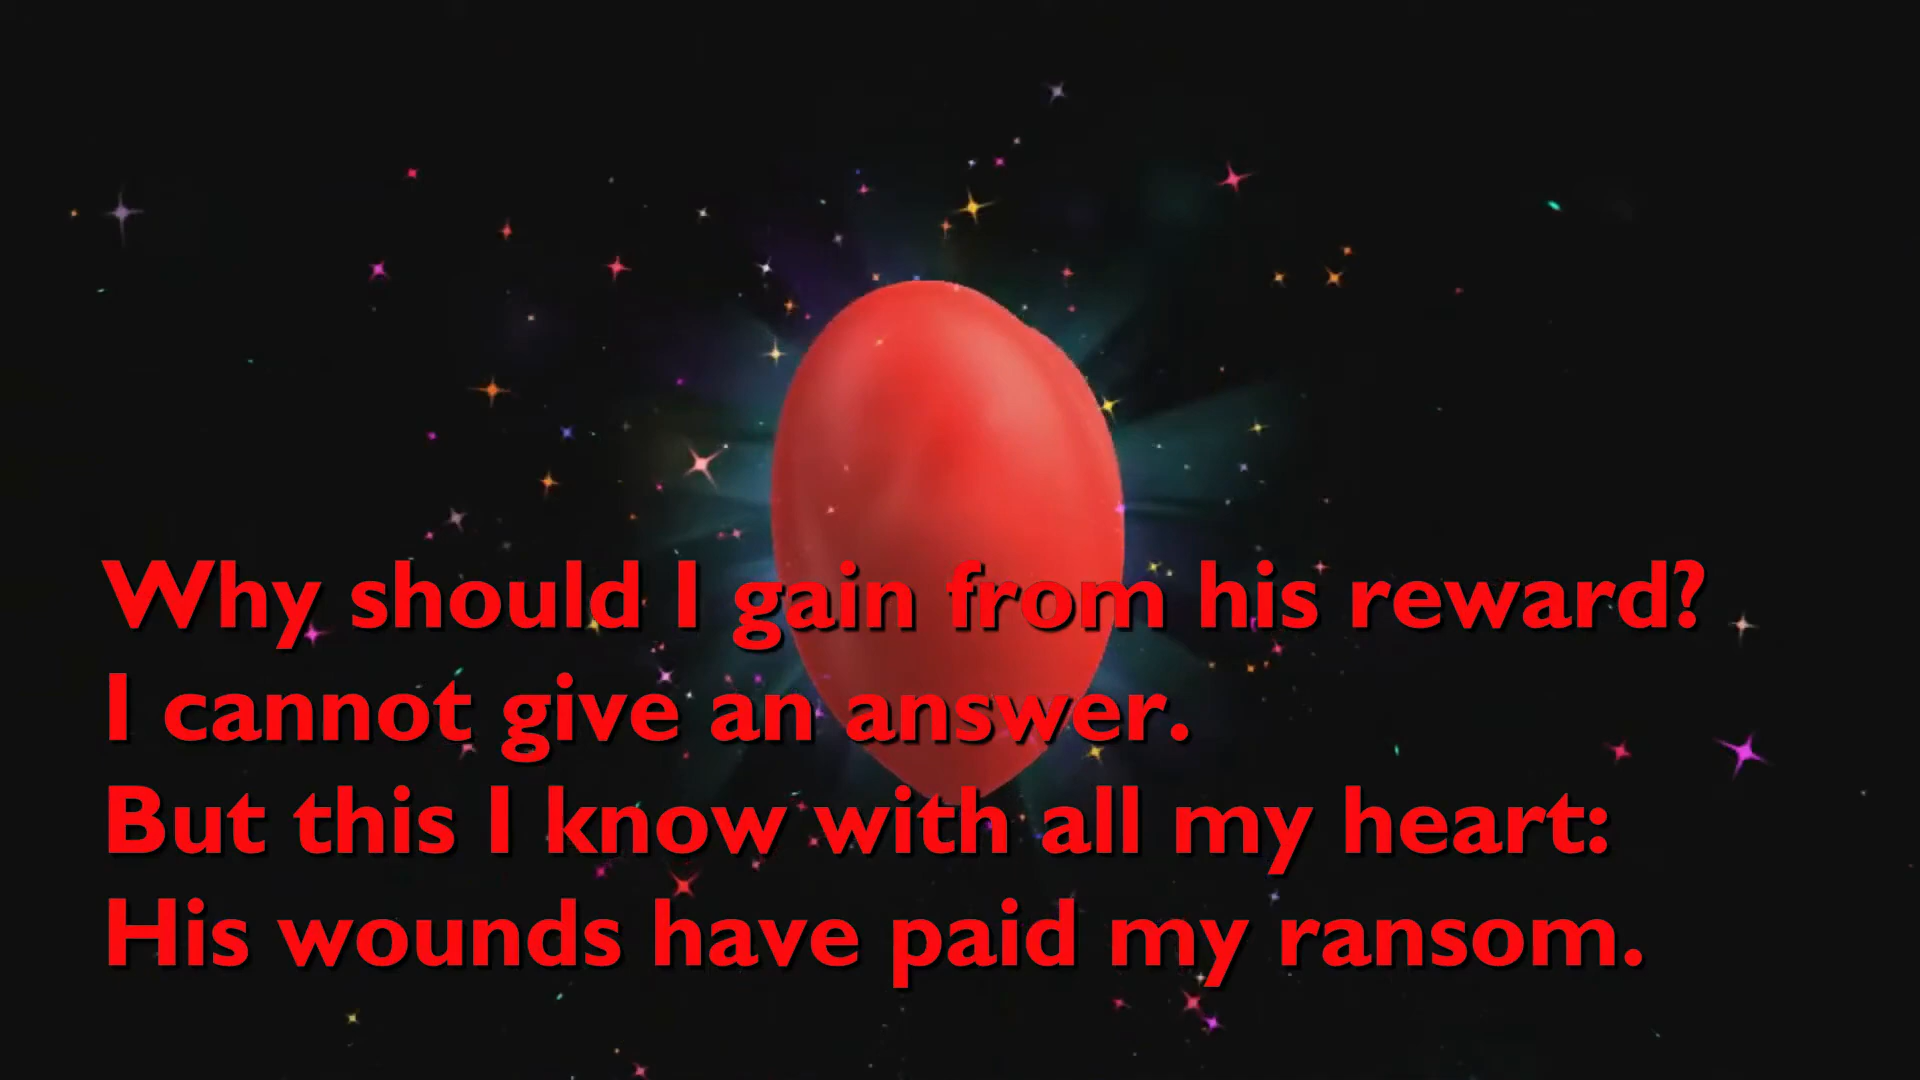 Why should I gain from his reward?
I cannot give an answer.
But this I know with all my heart:
His wounds have paid my ransom.